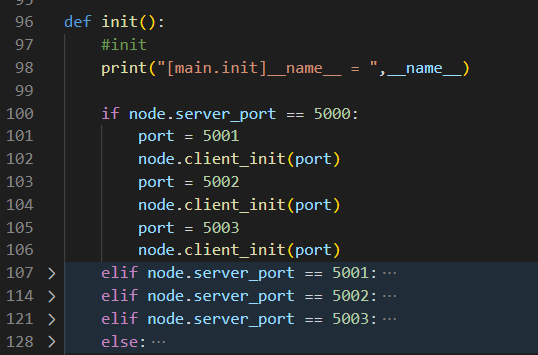 96 def init():
97 #init
98 print("[main.init]__name__ = ",__name__)
99
100 if node.server_port == 5000:
101 port = 5001
102 node.client_init(port)
103 port = 5002
104 node.client_init(port)
105 port = 5003
106 node.client_init(port)
107 > elif node.server_port == 5001:···
114 > elif node.server_port == 5002:···
121 > elif node.server_port == 5003:···
128 > else:···